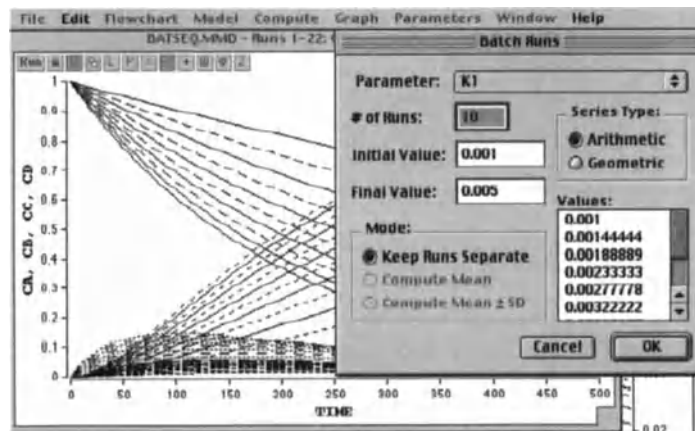 File Edit Flowchart Model Compute Graph Parameters Window Help
BATSEQ.MMD - Runs 1-22:
Run
CA, CB, CC, CD
1
0.9
0.8
0.7
0.6
0.5
0.4
0.3
0.2
0.1
0
0 50 100 150 200 250 300 350 400 450 500
TIME
0.02
Batch Runs
Parameter: K1
# of Runs: 10
Initial Value: 0.001
Final Value: 0.005
Series Type:
Arithmetic
Geometric
Mode:
Keep Runs Separate
Compute Mean
Compute Mean ± SD
Values:
0.001
0.00144444
0.00188889
0.00233333
0.00277778
0.00322222
Cancel OK